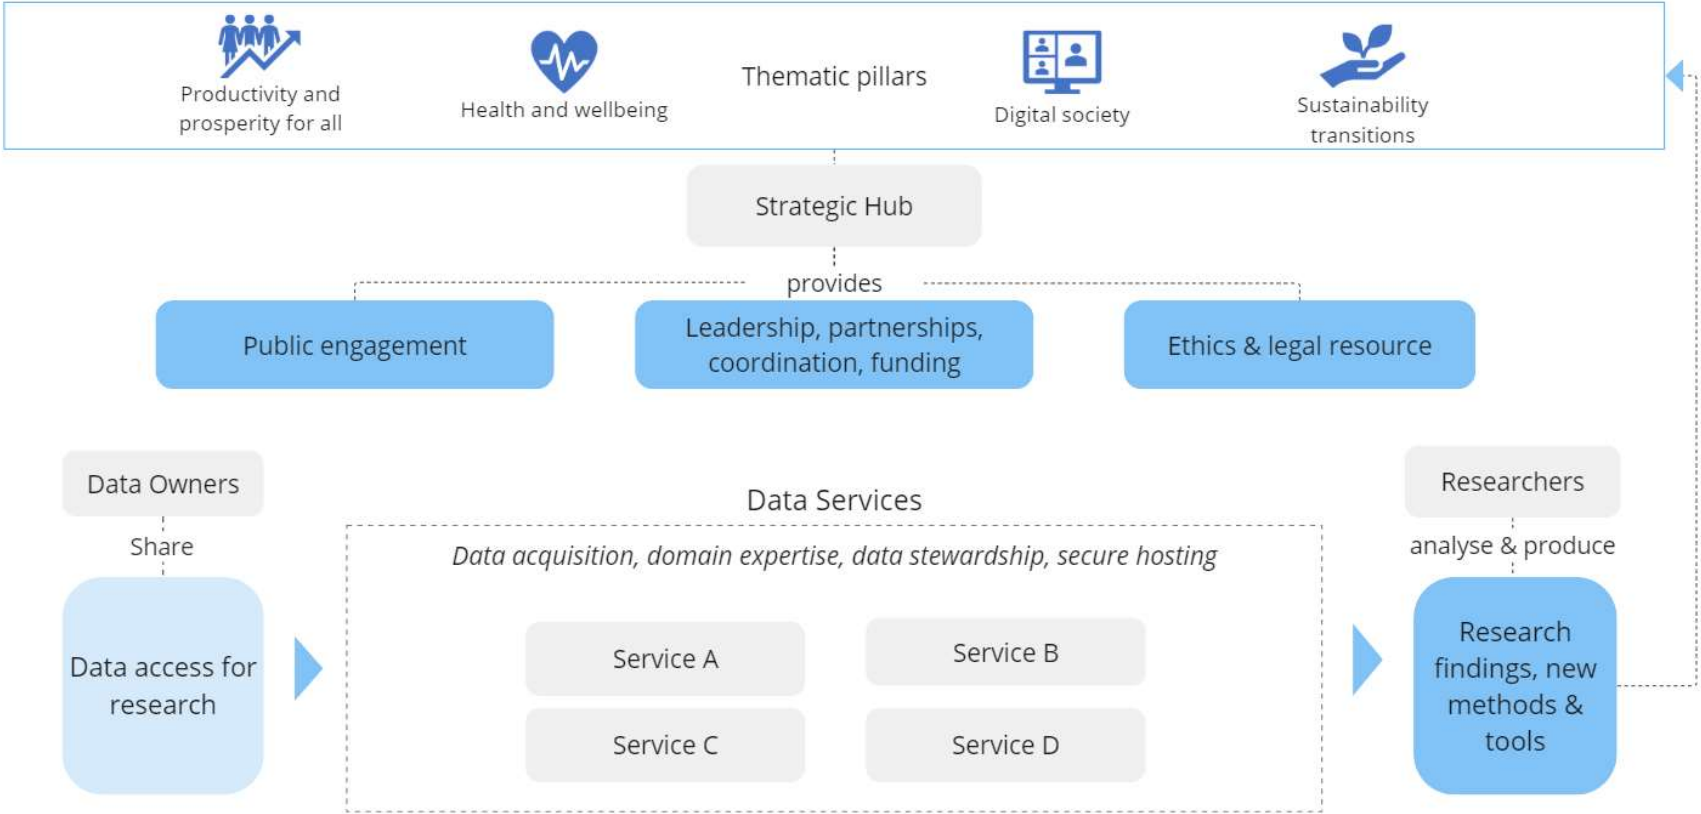 Productivity and
prosperity for all
Health and wellbeing
Thematic pillars
Digital society
Sustainability
transitions
Strategic Hub
provides
Public engagement
Leadership, partnerships,
coordination, funding
Ethics & legal resource
Data Owners
Share
Data access for
research
Data Services
Data acquisition, domain expertise, data stewardship, secure hosting
Service A
Service B
Service C
Service D
Researchers
analyse & produce
Research
findings, new
methods &
tools